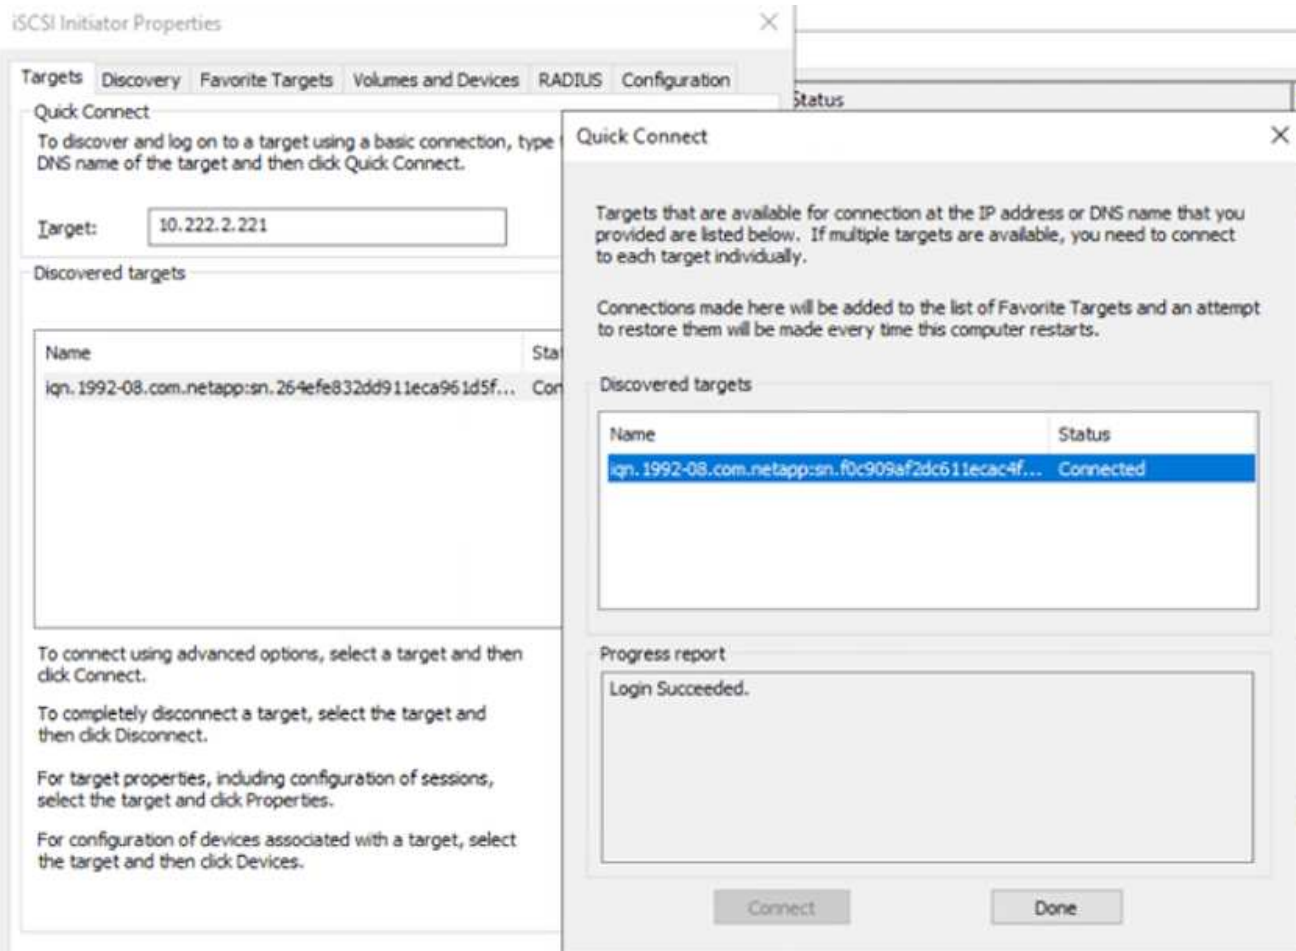 iSCSI Initiator Properties
Targets Discovery Favorite Targets Volumes and Devices RADIUS Configuration
Quick Connect
To discover and log on to a target using a basic connection, type
DNS name of the target and then click Quick Connect.
Target: 10.222.2.221
Discovered targets
Name
iqn.1992-08.com.netapp:sn.264efe832dd911eca961d5f...
To connect using advanced options, select a target and then
click Connect.
To completely disconnect a target, select the target and
then click Disconnect.
For target properties, including configuration of sessions,
select the target and click Properties.
For configuration of devices associated with a target, select
the target and then click Devices.
Status
Quick Connect
Targets that are available for connection at the IP address or DNS name that you
provided are listed below. If multiple targets are available, you need to connect
to each target individually.
Connections made here will be added to the list of Favorite Targets and an attempt
to restore them will be made every time this computer restarts.
Discovered targets
Name Status
iqn.1992-08.com.netapp:sn.f0c909af2dc611ecac4f... Connected
Progress report
Login Succeeded.
Connect Done